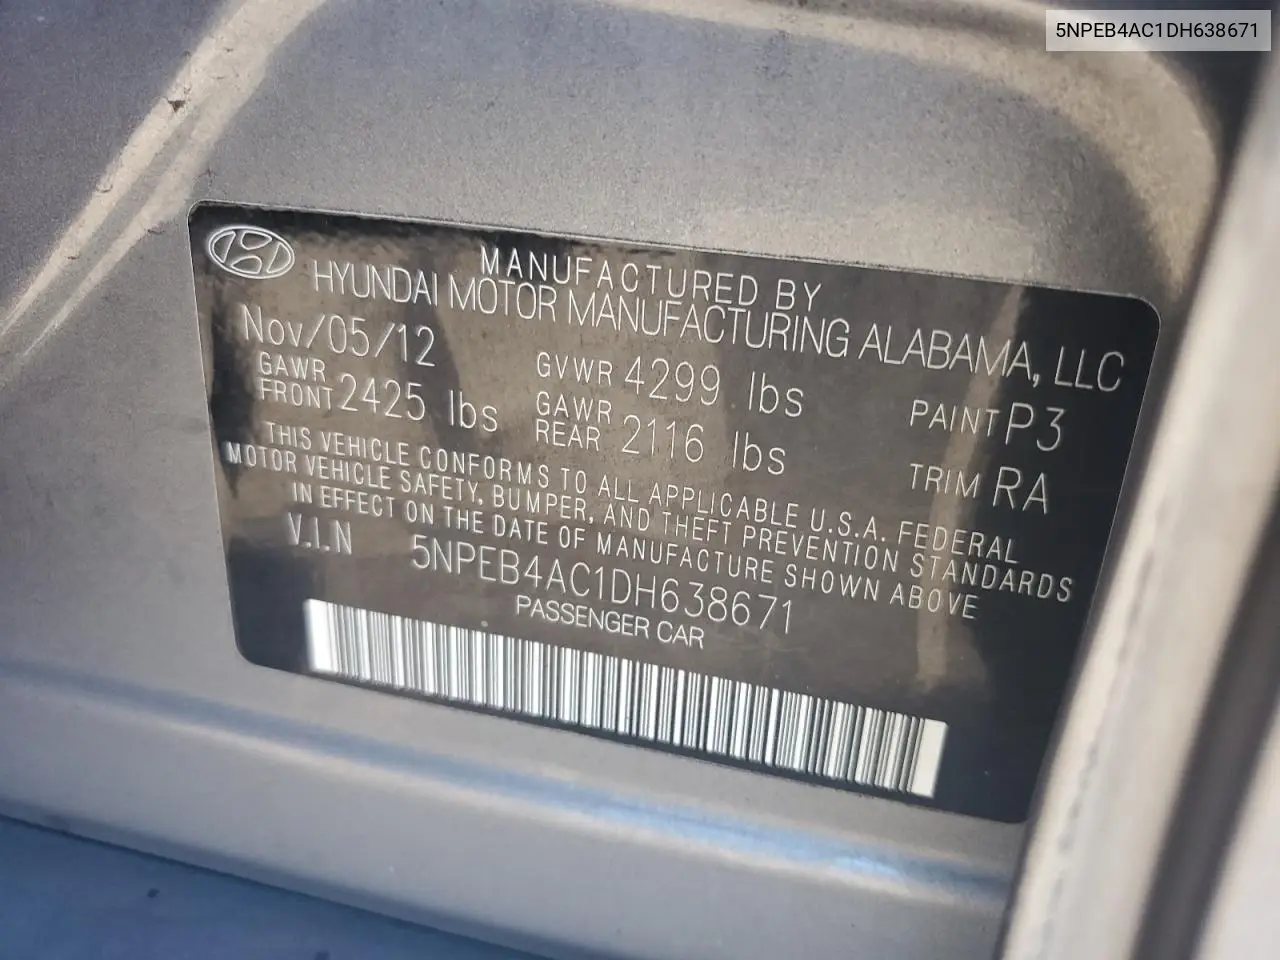 5NPEB4AC1DH638671
MANUFACTURED BY
HYUNDAI MOTOR MANUFACTURING ALABAMA, LLC
Nov/05/12 GVWR 4299 lbs PAINT P3
GAWR FRONT 2425 lbs GAWR REAR 2116 lbs TRIM RA
THIS VEHICLE CONFORMS TO ALL APPLICABLE U.S.A. FEDERAL
MOTOR VEHICLE SAFETY, BUMPER, AND THEFT PREVENTION STANDARDS
IN EFFECT ON THE DATE OF MANUFACTURE SHOWN ABOVE
V.I.N 5NPEB4AC1DH638671
PASSENGER CAR